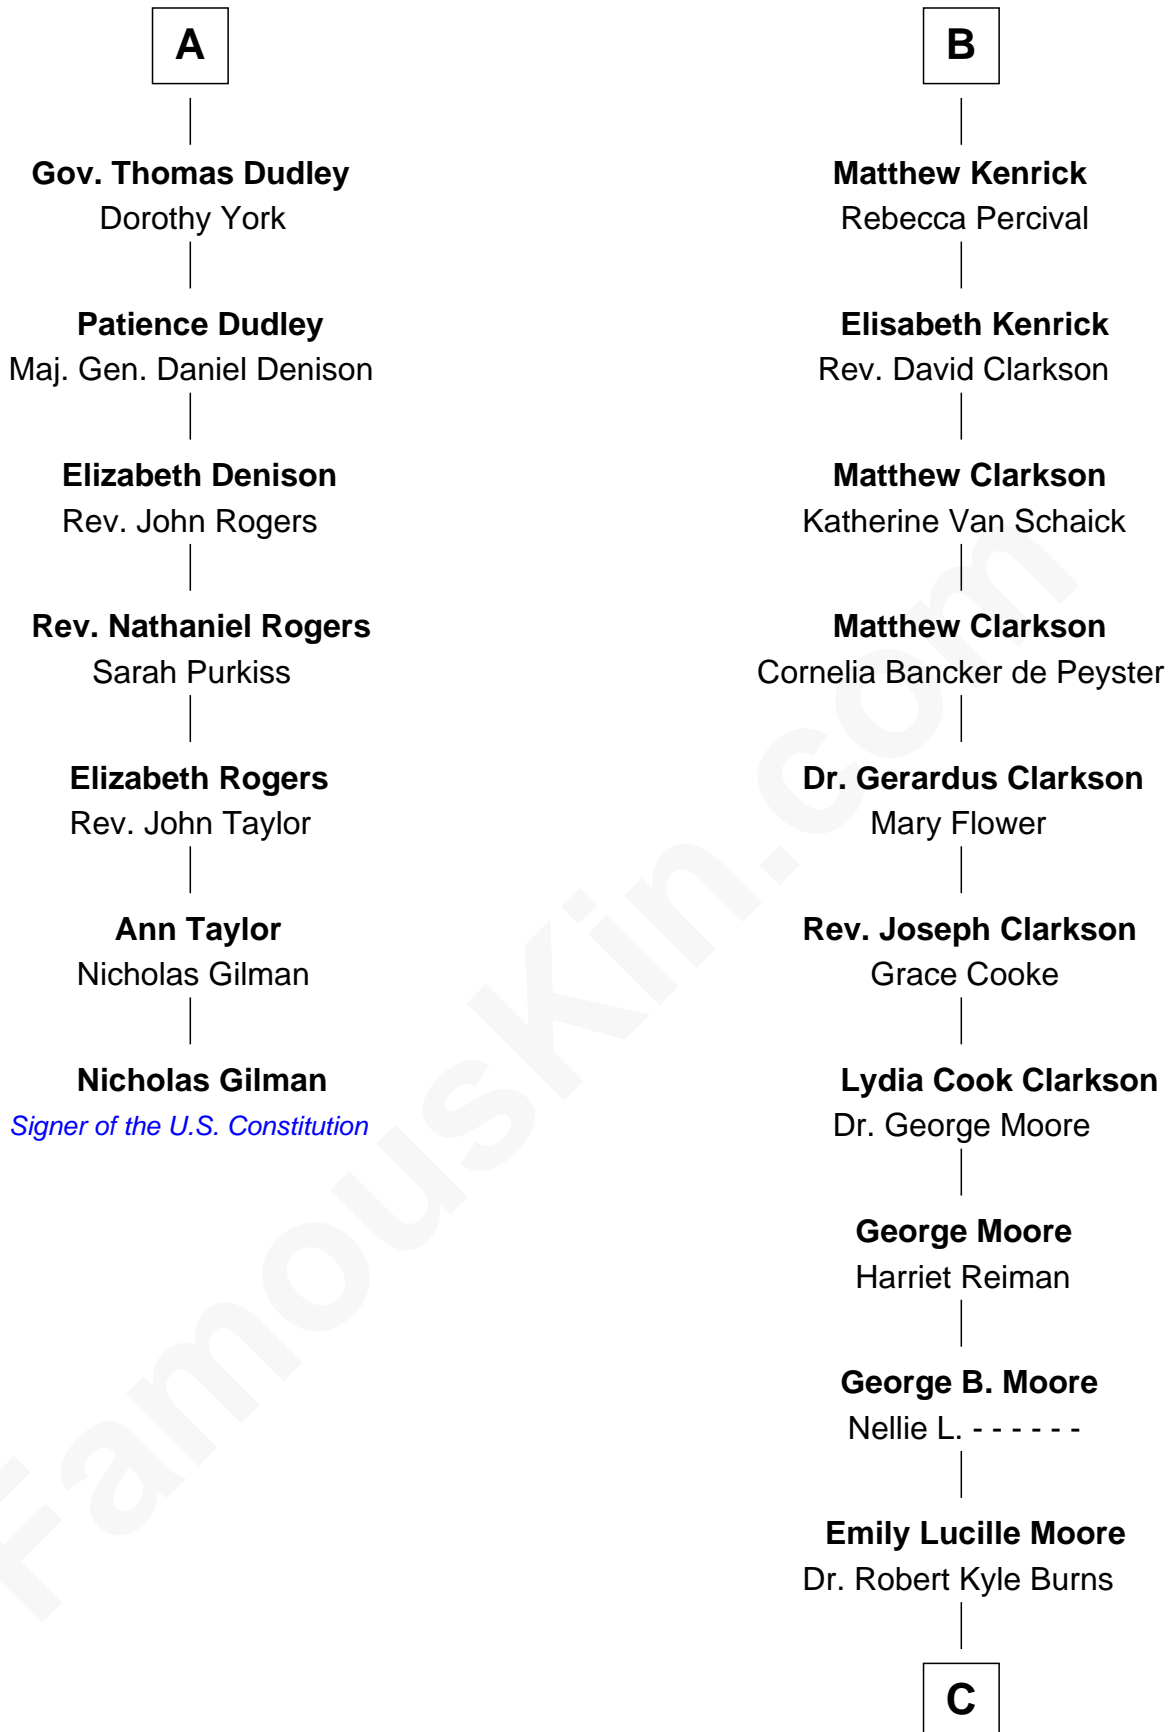 A
Gov. Thomas Dudley
Dorothy York
Patience Dudley
Maj. Gen. Daniel Denison
Elizabeth Denison
Rev. John Rogers
Rev. Nathaniel Rogers
Sarah Purkiss
Elizabeth Rogers
Rev. John Taylor
Ann Taylor
Nicholas Gilman
Nicholas Gilman
Signer of the U.S. Constitution
B
Matthew Kenrick
Rebecca Percival
Elisabeth Kenrick
Rev. David Clarkson
Matthew Clarkson
Katherine Van Schaick
Matthew Clarkson
Cornelia Bancker de Peyster
Dr. Gerardus Clarkson
Mary Flower
Rev. Joseph Clarkson
Grace Cooke
Lydia Cook Clarkson
Dr. George Moore
George Moore
Harriet Reiman
George B. Moore
Nellie L. - - - - - -
Emily Lucille Moore
Dr. Robert Kyle Burns
C
FamousKin.com